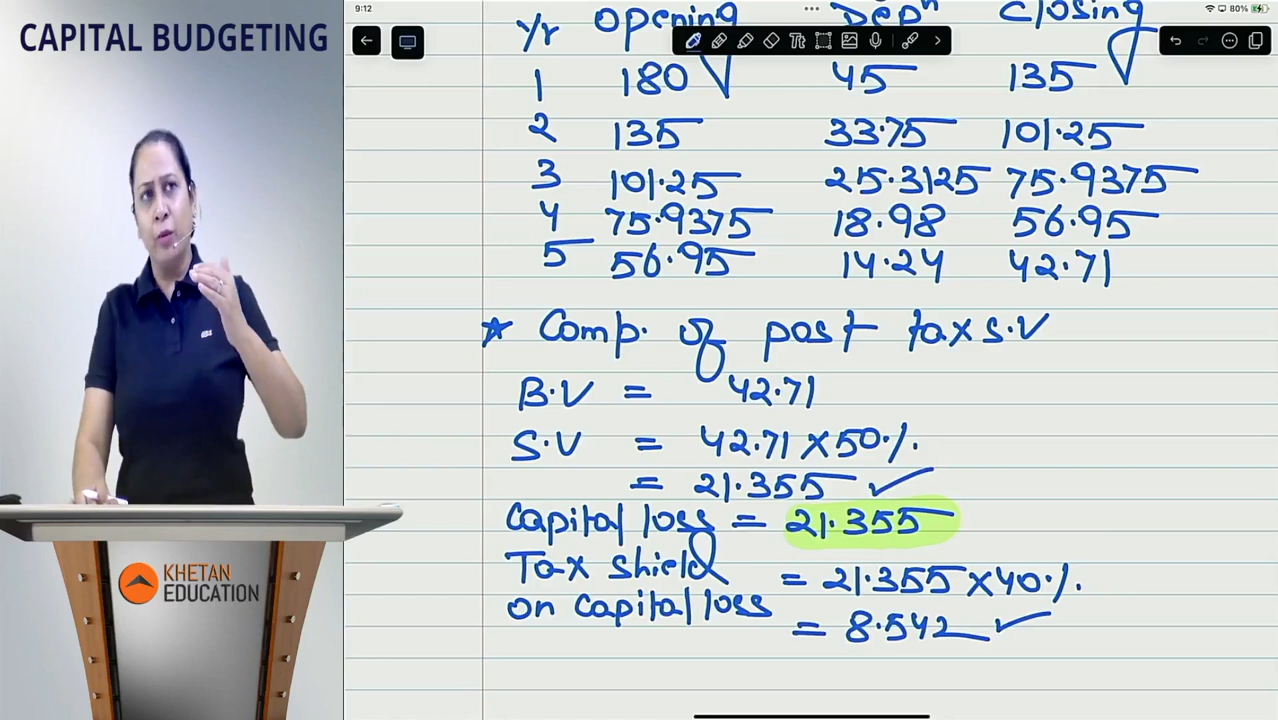 CAPITAL BUDGETING
9:12
80%
Yr Opening Depⁿ Closing
1 180 45 135
2 135 33.75 101.25
3 101.25 25.3125 75.9375
4 75.9375 18.98 56.95
5 56.95 14.24 42.71
* Comp. of post tax S.V
B.V = 42.71
S.V = 42.71 × 50%
= 21.355 ✓
Capital loss = 21.355
Tax shield
on capital loss = 21.355 × 40%
= 8.542 ✓
KHETAN
EDUCATION